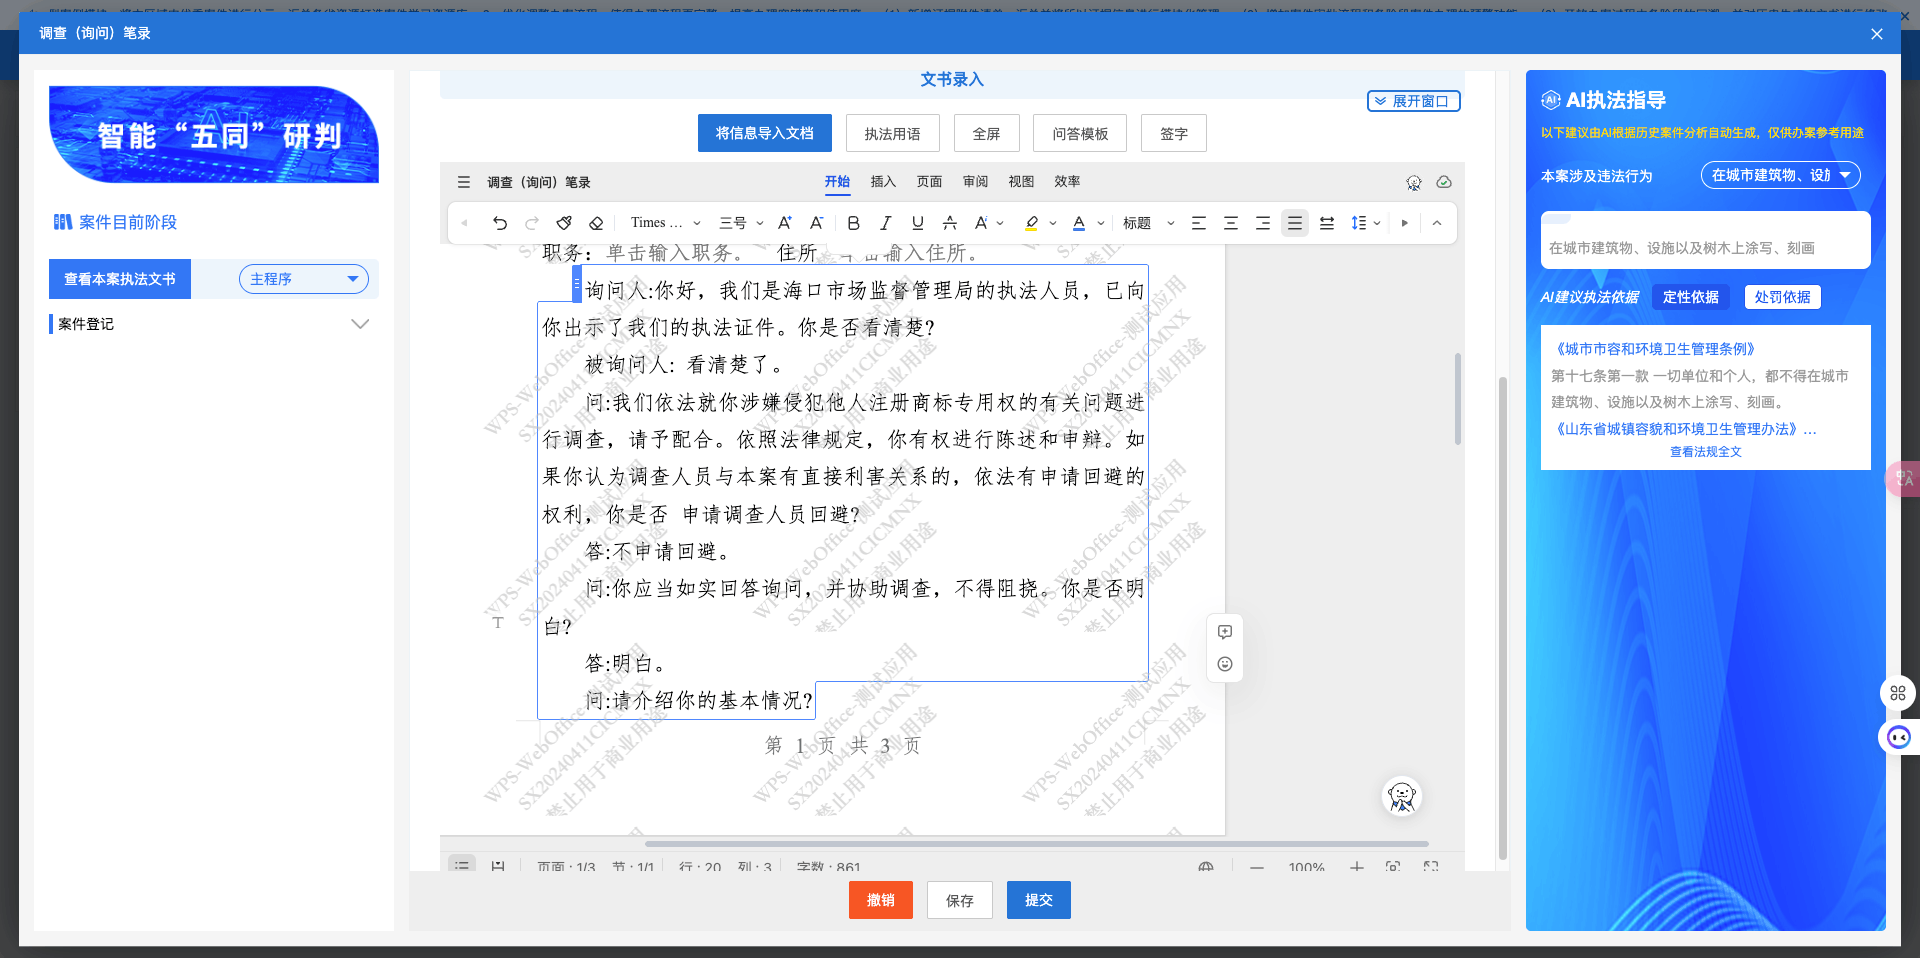 调查（询问）笔录
智能“五同”研判
案件目前阶段
查看本案执法文书
主程序
案件登记
文书录入
展开窗口
将信息导入文档
执法用语
全屏
问答模板
签字
调查（询问）笔录
开始
插入
页面
审阅
视图
效率
Times ...
三号
标题
职务：单击输入职务。 住所
输入住所。
询问人:你好，我们是海口市场监督管理局的执法人员，已向
你出示了我们的执法证件。你是否看清楚?
被询问人: 看清楚了。
问:我们依法就你涉嫌侵犯他人注册商标专用权的有关问题进
行调查，请予配合。依照法律规定，你有权进行陈述和申辩。如
果你认为调查人员与本案有直接利害关系的，依法有申请回避的
权利，你是否 申请调查人员回避?
答:不申请回避。
问:你应当如实回答询问，并协助调查，不得阻挠。你是否明
白?
答:明白。
问:请介绍你的基本情况?
第 1 页 共 3 页
WPS-WebOffice-测试应用
SX20240411CICMNX
禁止用于商业用途
页面：1/3
节：1/1
行：20
列：3
字数：861
100%
撤销
保存
提交
AI执法指导
以下建议由AI根据历史案件分析自动生成，仅供办案参考用途
本案涉及违法行为
在城市建筑物、设施
在城市建筑物、设施以及树木上涂写、刻画
AI建议执法依据
定性依据
处罚依据
《城市市容和环境卫生管理条例》
第十七条第一款 一切单位和个人，都不得在城市
建筑物、设施以及树木上涂写、刻画。
《山东省城镇容貌和环境卫生管理办法》...
查看法规全文